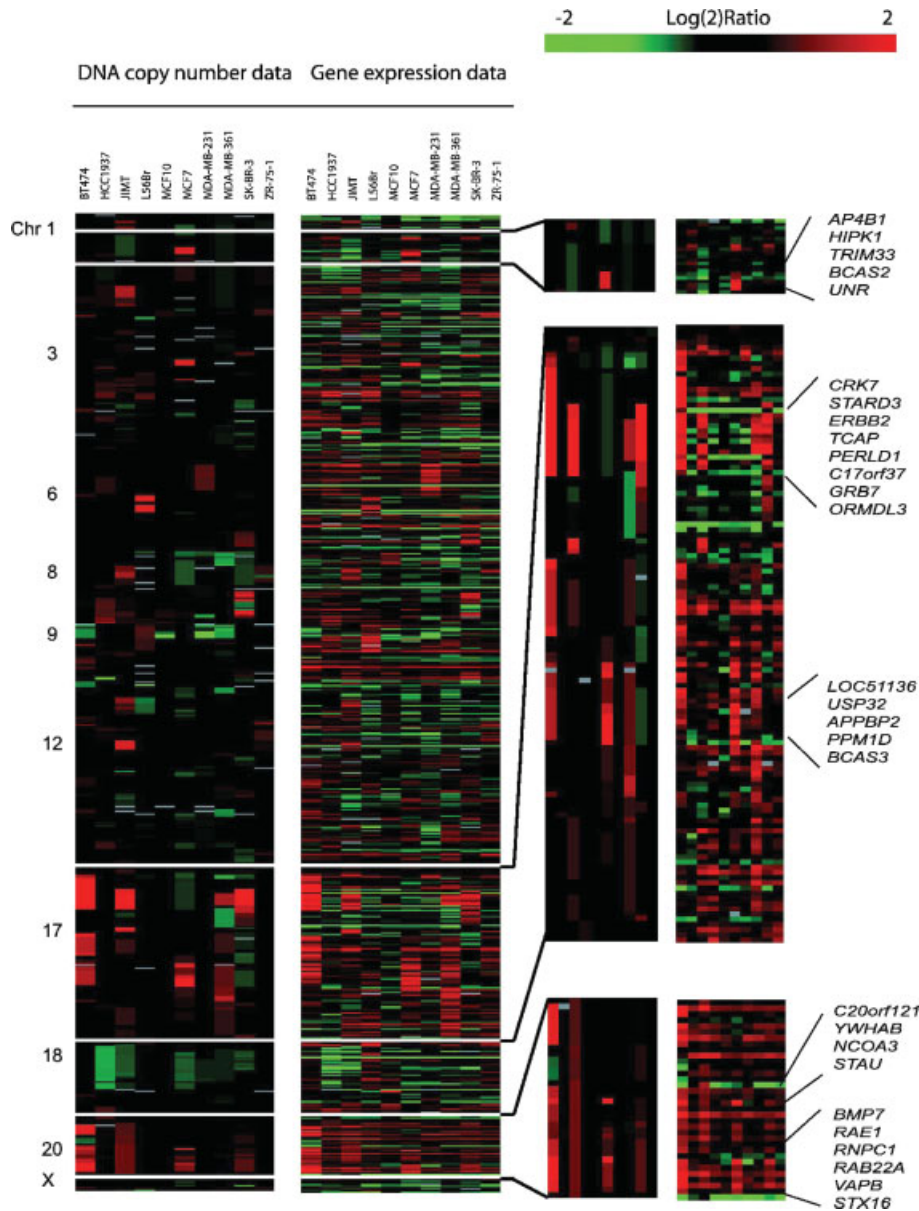 -2 Log(2)Ratio 2
DNA copy number data Gene expression data
BT474
HCC1937
JIMT
L56Br
MCF10
MCF7
MDA-MB-231
MDA-MB-361
SK-BR-3
ZR-75-1
BT474
HCC1937
JIMT
L56Br
MCF10
MCF7
MDA-MB-231
MDA-MB-361
SK-BR-3
ZR-75-1
Chr 1
3
6
8
9
12
17
18
20
X
AP4B1
HIPK1
TRIM33
BCAS2
UNR
CRK7
STARD3
ERBB2
TCAP
PERLD1
C17orf37
GRB7
ORMDL3
LOC51136
USP32
APPBP2
PPM1D
BCAS3
C20orf121
YWHAB
NCOA3
STAU
BMP7
RAE1
RNPC1
RAB22A
VAPB
STX16